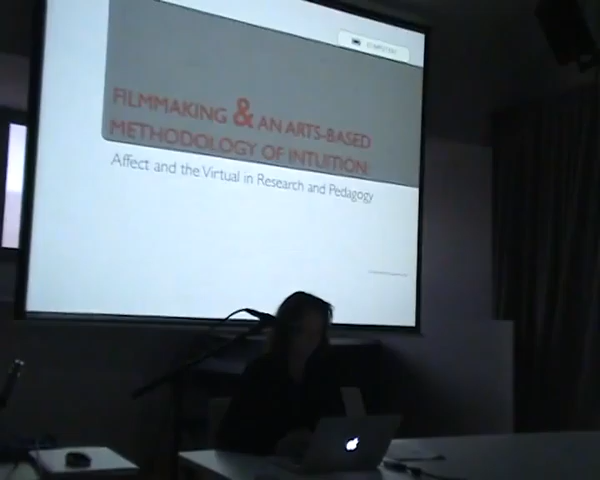 FILMMAKING & AN ARTS-BASED
METHODOLOGY OF INTUITION
Affect and the Virtual in Research and Pedagogy